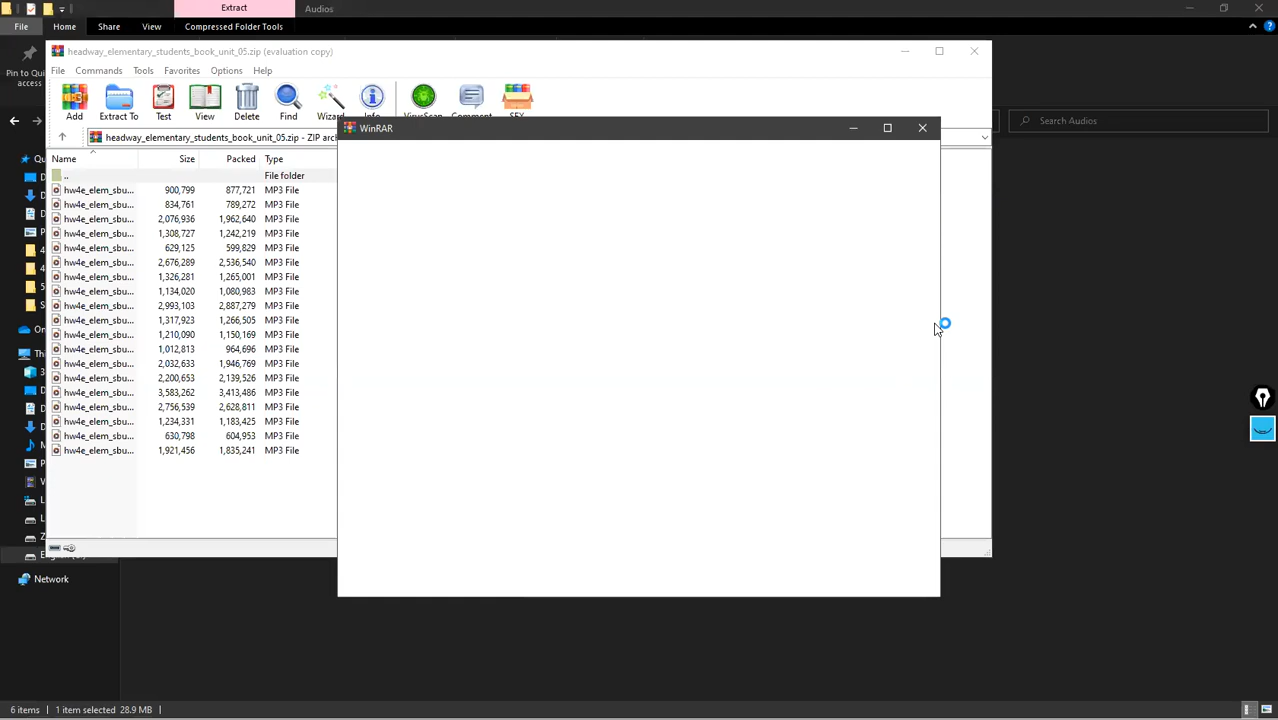 Extract
Audios
File
Home
Share
View
Compressed Folder Tools
Pin to Qui
access
headway_elementary_students_book_unit_05.zip (evaluation copy)
File
Commands
Tools
Favorites
Options
Help
Add
Extract To
Test
View
Delete
Find
Wizard
Info
VirusScan
Comment
SFX
headway_elementary_students_book_unit_05.zip - ZIP arc
Search Audios
WinRAR
Name
Size
Packed
Type
..
File folder
hw4e_elem_sbu... 900,799 877,721 MP3 File
hw4e_elem_sbu... 834,761 789,272 MP3 File
hw4e_elem_sbu... 2,076,936 1,962,640 MP3 File
hw4e_elem_sbu... 1,308,727 1,242,219 MP3 File
hw4e_elem_sbu... 629,125 599,829 MP3 File
hw4e_elem_sbu... 2,676,289 2,536,540 MP3 File
hw4e_elem_sbu... 1,326,281 1,265,001 MP3 File
hw4e_elem_sbu... 1,134,020 1,080,983 MP3 File
hw4e_elem_sbu... 2,993,103 2,887,279 MP3 File
hw4e_elem_sbu... 1,317,923 1,266,505 MP3 File
hw4e_elem_sbu... 1,210,090 1,150,169 MP3 File
hw4e_elem_sbu... 1,012,813 964,696 MP3 File
hw4e_elem_sbu... 2,032,633 1,946,769 MP3 File
hw4e_elem_sbu... 2,200,653 2,139,526 MP3 File
hw4e_elem_sbu... 3,583,262 3,413,486 MP3 File
hw4e_elem_sbu... 2,756,539 2,628,811 MP3 File
hw4e_elem_sbu... 1,234,331 1,183,425 MP3 File
hw4e_elem_sbu... 630,798 604,953 MP3 File
hw4e_elem_sbu... 1,921,456 1,835,241 MP3 File
Network
6 items
1 item selected 28.9 MB